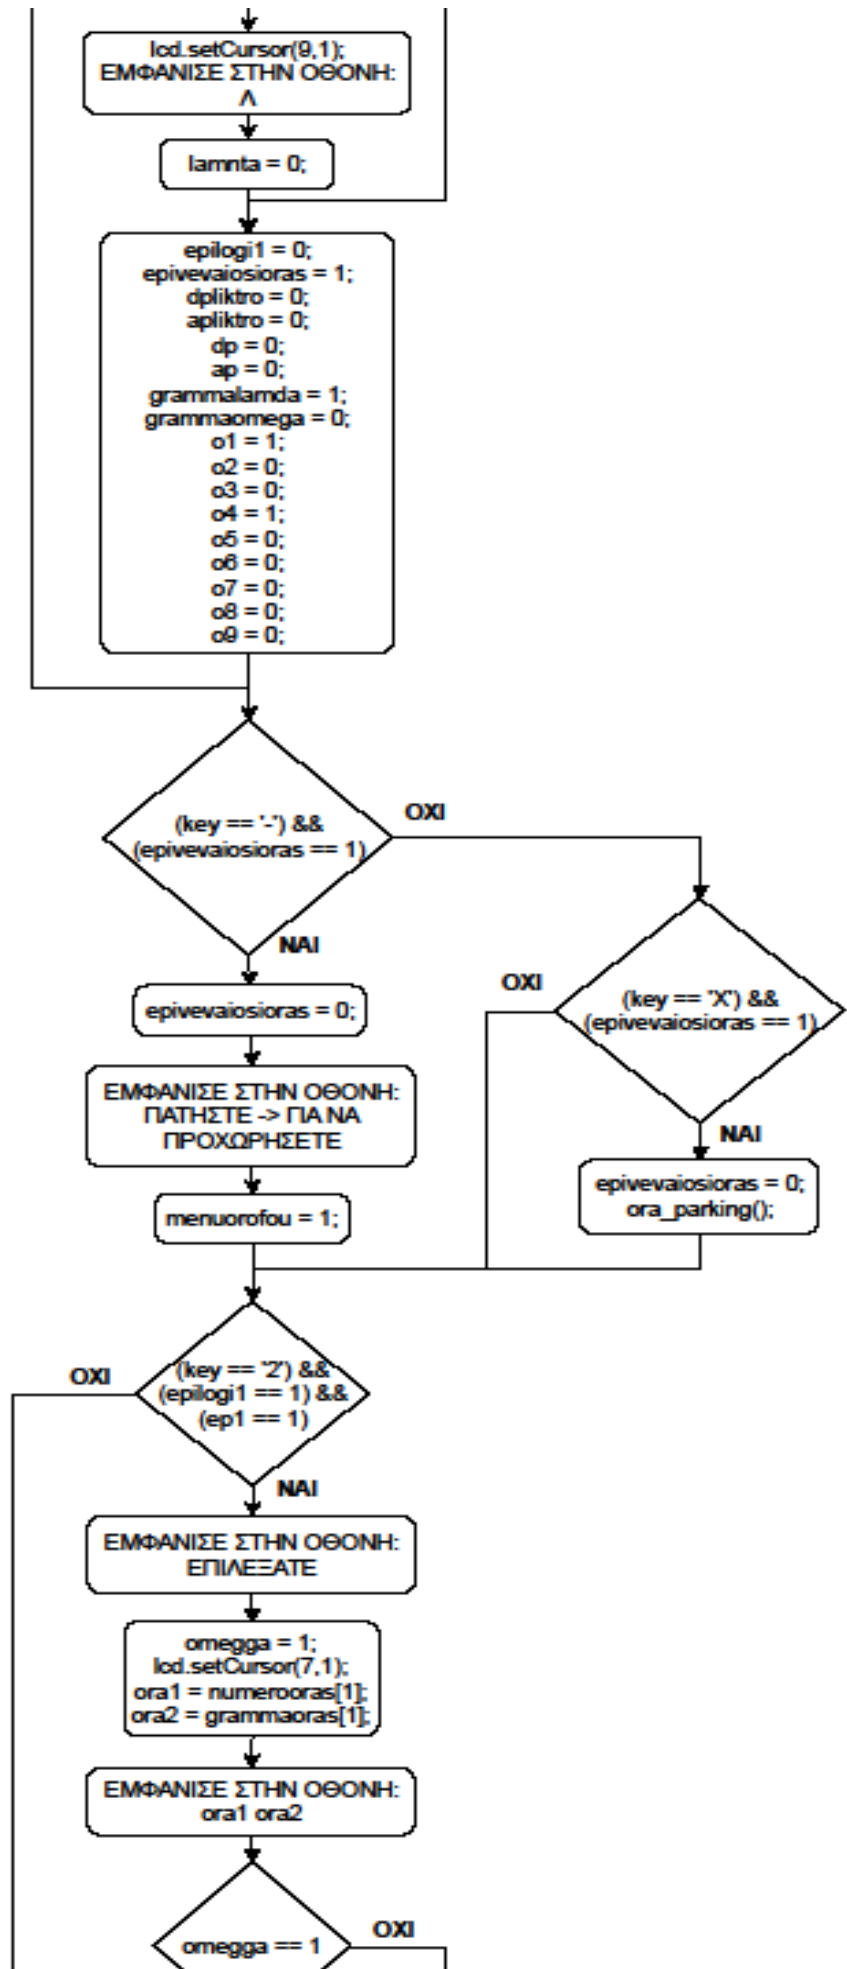 lcd.setCursor(9,1);
ΕΜΦΑΝΙΣΕ ΣΤΗΝ ΟΘΟΝΗ:
Λ
lamnta = 0;
epilogi1 = 0;
epivevaiosioras = 1;
dpliktro = 0;
apliktro = 0;
dp = 0;
ap = 0;
grammalamda = 1;
grammaomega = 0;
o1 = 1;
o2 = 0;
o3 = 0;
o4 = 1;
o5 = 0;
o6 = 0;
o7 = 0;
o8 = 0;
o9 = 0;
(key == '-') &&
(epivevaiosioras == 1)
ΟΧΙ
ΝΑΙ
(key == 'X') &&
(epivevaiosioras == 1)
ΟΧΙ
ΝΑΙ
epivevaiosioras = 0;
ΕΜΦΑΝΙΣΕ ΣΤΗΝ ΟΘΟΝΗ:
ΠΑΤΗΣΤΕ -> ΓΙΑ ΝΑ
ΠΡΟΧΩΡΗΣΕΤΕ
menuorofou = 1;
epivevaiosioras = 0;
ora_parking();
(key == '2') &&
(epilogi1 == 1) &&
(ep1 == 1)
ΟΧΙ
ΝΑΙ
ΕΜΦΑΝΙΣΕ ΣΤΗΝ ΟΘΟΝΗ:
ΕΠΙΛΕΞΑΤΕ
omegga = 1;
lcd.setCursor(7,1);
ora1 = numerooras[1];
ora2 = grammaoras[1];
ΕΜΦΑΝΙΣΕ ΣΤΗΝ ΟΘΟΝΗ:
ora1 ora2
omegga == 1
ΟΧΙ